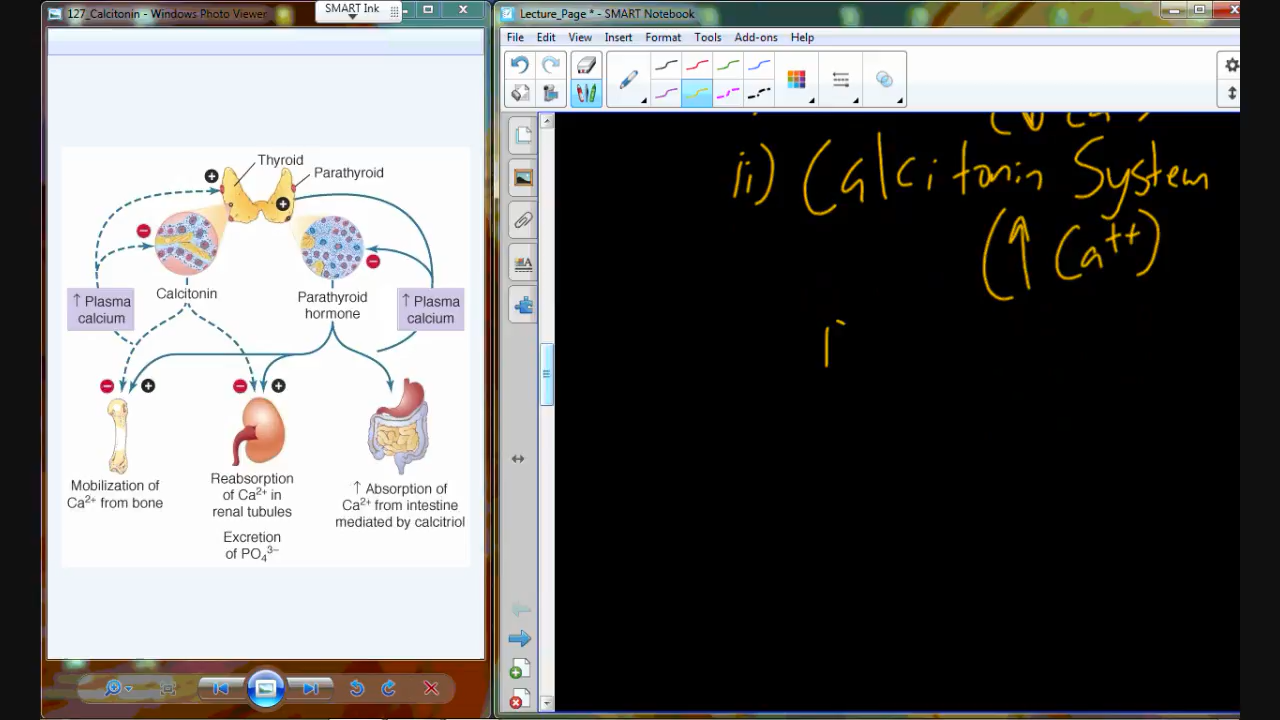 127_Calcitonin - Windows Photo Viewer
SMART Ink
Lecture_Page * - SMART Notebook
File Edit View Insert Format Tools Add-ons Help
Thyroid
Parathyroid
Calcitonin
Parathyroid
hormone
↑ Plasma
calcium
↑ Plasma
calcium
Mobilization of
Ca2+ from bone
Reabsorption
of Ca2+ in
renal tubules
Excretion
of PO43–
↑ Absorption of
Ca2+ from intestine
mediated by calcitriol
ii) Calcitonin System
(↑ Ca++)